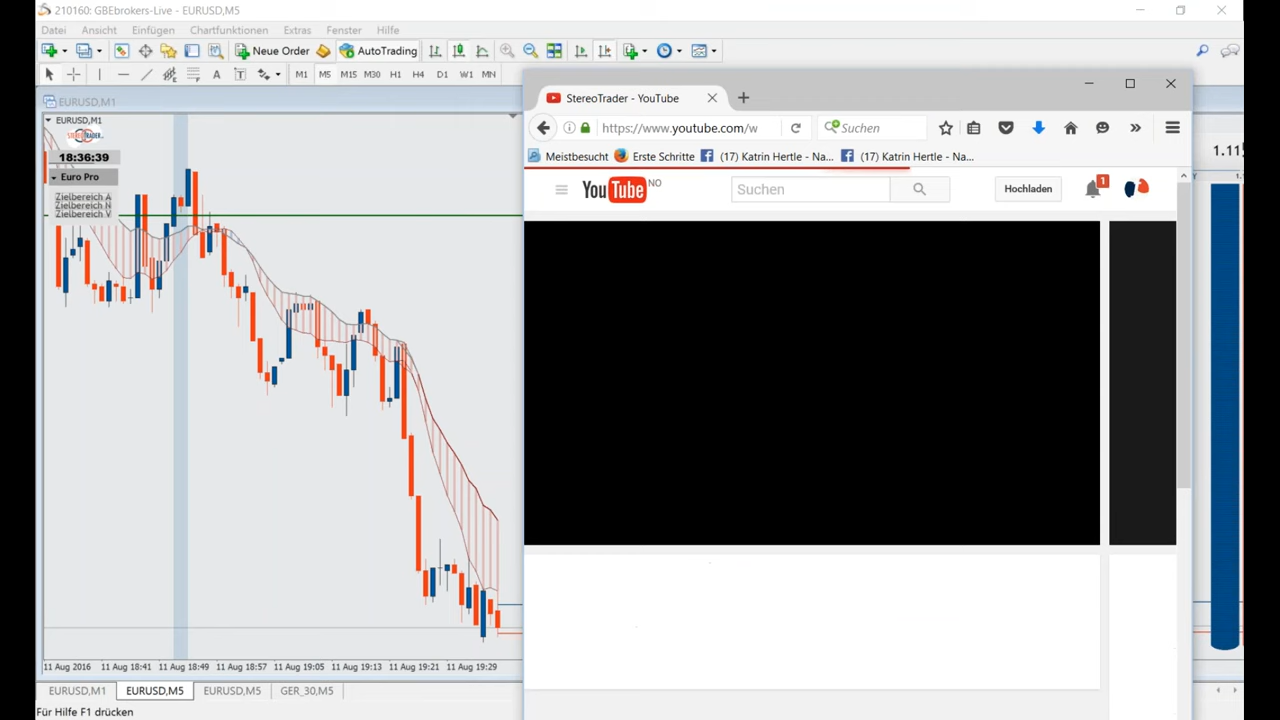 210160: GBEbrokers-Live - EURUSD,M5
Datei Ansicht Einfügen Chartfunktionen Extras Fenster Hilfe
New Order AutoTrading
A T M1 M5 M15 M30 H1 H4 D1 W1 MN
EURUSD,M1
EURUSD,M1
STEREOTRADER
18:36:39
Euro Pro
Zielbereich A
Zielbereich N
Zielbereich V
StereoTrader - YouTube
https://www.youtube.com/w
Suchen
Meistbesucht Erste Schritte (17) Katrin Hertle - Na... (17) Katrin Hertle - Na...
YouTube NO
Suchen
Hochladen
1
11 Aug 2016 11 Aug 18:41 11 Aug 18:49 11 Aug 18:57 11 Aug 19:05 11 Aug 19:13 11 Aug 19:21 11 Aug 19:29
EURUSD,M1 EURUSD,M5 EURUSD,M5 GER_30,M5
Für Hilfe F1 drücken